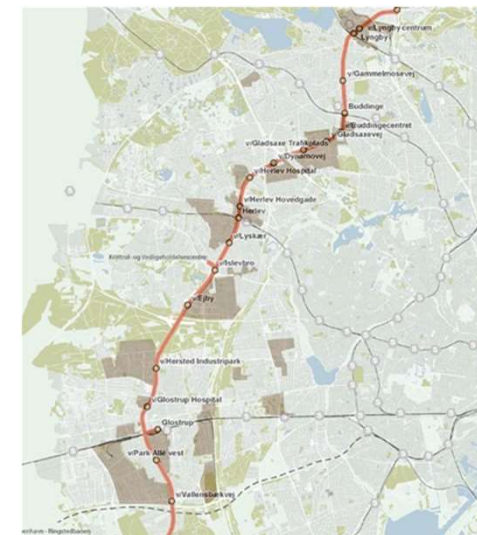 v/Lyngby centrum
Lyngby
v/Gammelmosevej
Buddinge
v/Buddingecentret
Gladsaxevej
v/Gladsaxe Trafikplads
v/Dynamovej
v/Herlev Hospital
v/Herlev Hovedgade
Herlev
v/Lyskær
v/Islevbro
v/Ejby
v/Hersted Industripark
v/Glostrup Hospital
Glostrup
v/Park Allé vest
v/Vallensbækvej